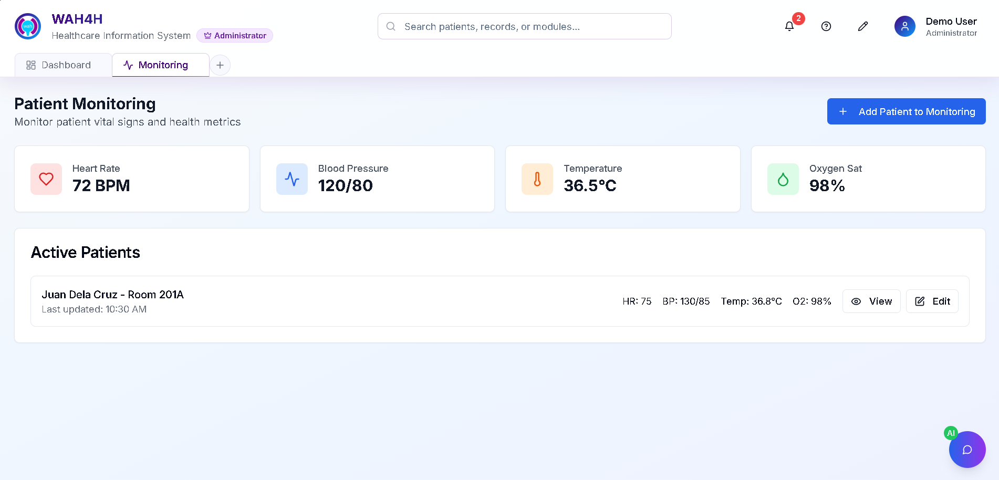 wah
WAH4H
Healthcare Information System
Administrator
Search patients, records, or modules...
2
Demo User
Administrator
Dashboard
Monitoring
Patient Monitoring
Monitor patient vital signs and health metrics
Add Patient to Monitoring
Heart Rate
72 BPM
Blood Pressure
120/80
Temperature
36.5°C
Oxygen Sat
98%
Active Patients
Juan Dela Cruz - Room 201A
Last updated: 10:30 AM
HR: 75 BP: 130/85 Temp: 36.8°C O2: 98% View Edit
AI